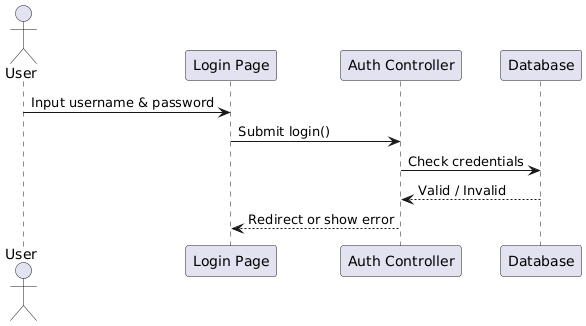 User
Login Page
Auth Controller
Database
Input username & password
Submit login()
Check credentials
Valid / Invalid
Redirect or show error
User
Login Page
Auth Controller
Database